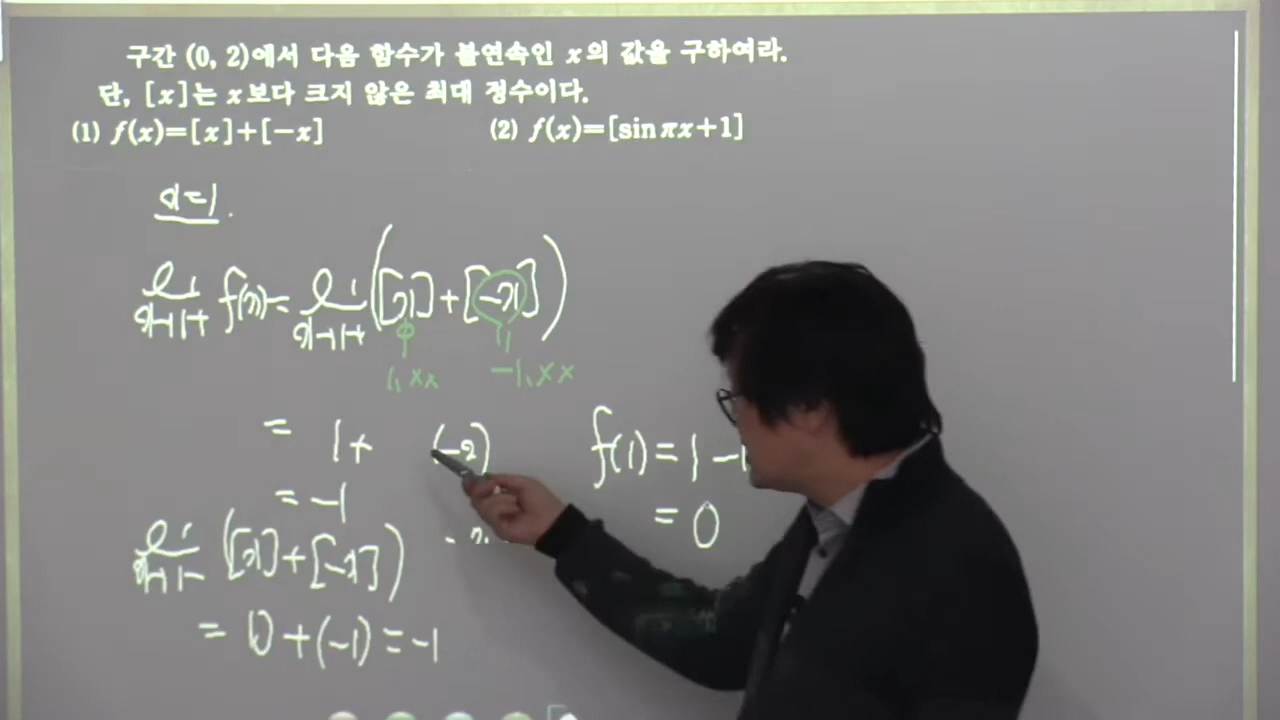 구간 (0, 2)에서 다음 함수가 불연속인 x의 값을 구하여라.
단, [x]는 x보다 크지 않은 최대 정수이다.
(1) f(x)=[x]+[-x]
(2) f(x)=[sin πx+1]
a=1.
lim x→1+ f(x) = lim x→1+ ([x]+[-x])
1.xx -1.xx
= 1+ (-2)
= -1
f(1)=1-1
= 0
lim x→1- ([x]+[-x])
= 0+(-1)=-1